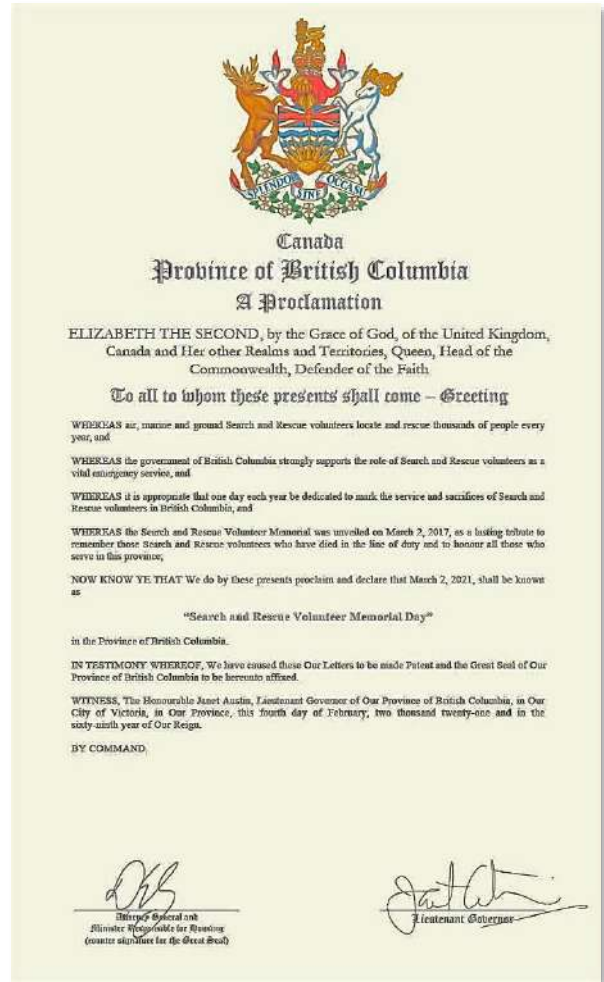 SPLENDOR SINE OCCASU
Canada
Province of British Columbia
A Proclamation
ELIZABETH THE SECOND, by the Grace of God, of the United Kingdom,
Canada and Her other Realms and Territories, Queen, Head of the
Commonwealth, Defender of the Faith
To all to whom these presents shall come – Greeting
WHEREAS air, marine and ground Search and Rescue volunteers locate and rescue thousands of people every
year, and
WHEREAS the government of British Columbia strongly supports the role of Search and Rescue volunteers as a
vital emergency service, and
WHEREAS it is appropriate that one day each year be dedicated to mark the service and sacrifices of Search and
Rescue volunteers in British Columbia, and
WHEREAS the Search and Rescue Volunteer Memorial was unveiled on March 2, 2017, as a lasting tribute to
remember those Search and Rescue volunteers who have died in the line of duty and to honour all those who
serve in this province;
NOW KNOW YE THAT We do by these presents proclaim and declare that March 2, 2021, shall be known
as
“Search and Rescue Volunteer Memorial Day”
in the Province of British Columbia.
IN TESTIMONY WHEREOF, We have caused these Our Letters to be made Patent and the Great Seal of Our
Province of British Columbia to be hereunto affixed.
WITNESS, The Honourable Janet Austin, Lieutenant Governor of Our Province of British Columbia, in Our
City of Victoria, in Our Province, this fourth day of February, two thousand twenty-one and in the
sixty-ninth year of Our Reign.
BY COMMAND.
Attorney General and
Minister Responsible for Housing
(counter signature for the Great Seal)
Lieutenant Governor